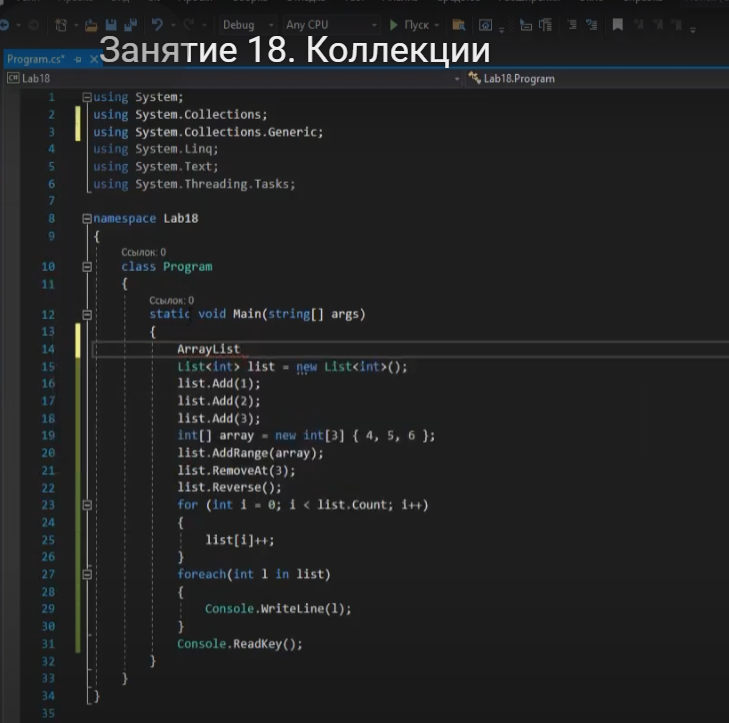 Debug Any CPU Пуск
Занятие 18. Коллекции
Program.cs*
Lab18 Lab18.Program
1 using System;
2 using System.Collections;
3 using System.Collections.Generic;
4 using System.Linq;
5 using System.Text;
6 using System.Threading.Tasks;
7
8 namespace Lab18
9 {
Ссылок: 0
10 class Program
11 {
Ссылок: 0
12 static void Main(string[] args)
13 {
14 ArrayList
15 List<int> list = new List<int>();
16 list.Add(1);
17 list.Add(2);
18 list.Add(3);
19 int[] array = new int[3] { 4, 5, 6 };
20 list.AddRange(array);
21 list.RemoveAt(3);
22 list.Reverse();
23 for (int i = 0; i < list.Count; i++)
24 {
25 list[i]++;
26 }
27 foreach(int l in list)
28 {
29 Console.WriteLine(l);
30 }
31 Console.ReadKey();
32 }
33 }
34 }
35